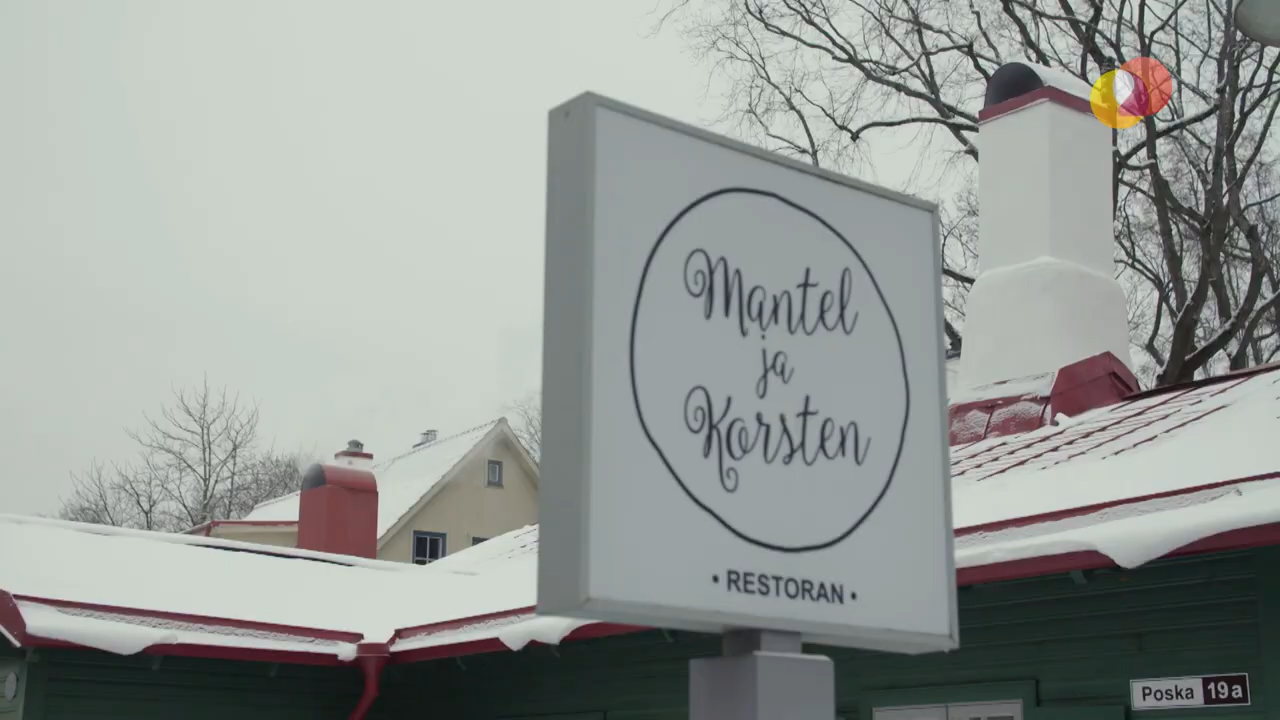 Mantel
ja
Korsten
• RESTORAN •
Poska 19a